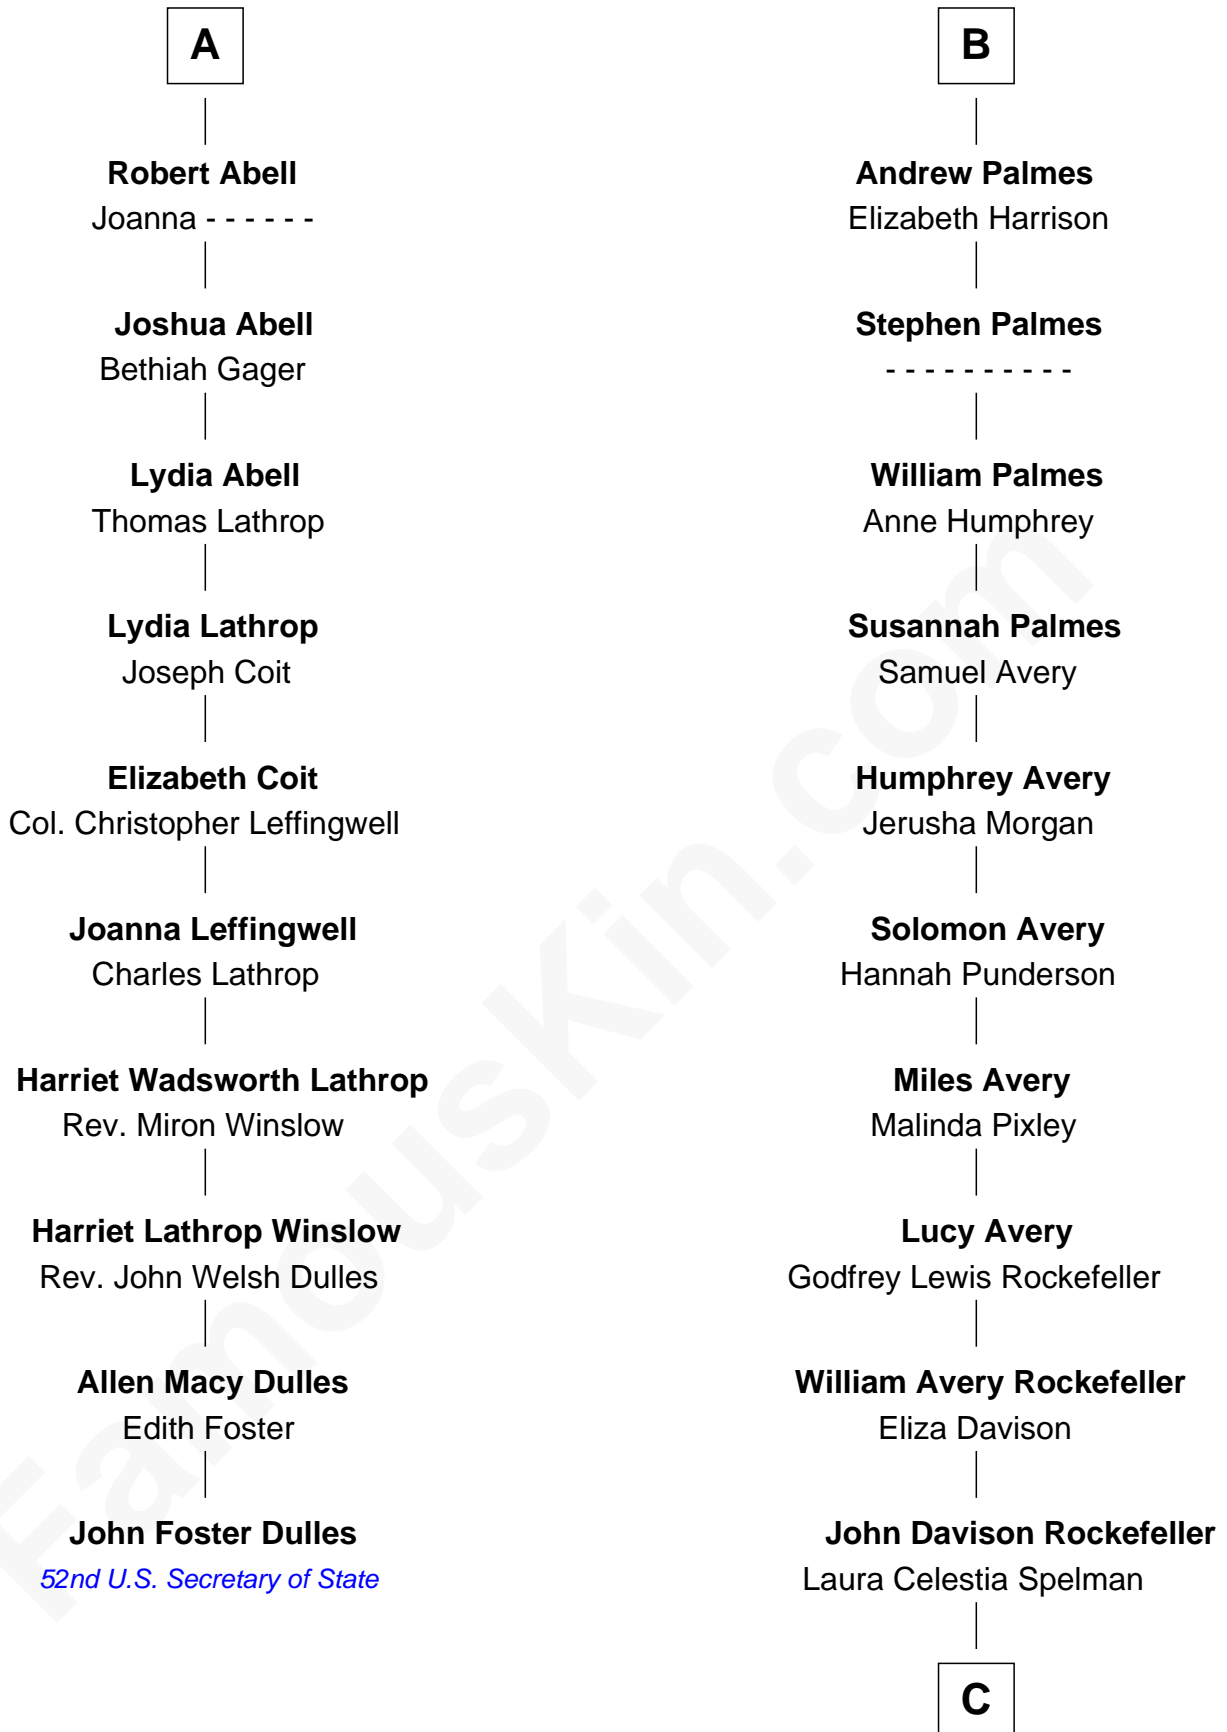 A
Robert Abell
Joanna - - - - - -
Joshua Abell
Bethiah Gager
Lydia Abell
Thomas Lathrop
Lydia Lathrop
Joseph Coit
Elizabeth Coit
Col. Christopher Leffingwell
Joanna Leffingwell
Charles Lathrop
Harriet Wadsworth Lathrop
Rev. Miron Winslow
Harriet Lathrop Winslow
Rev. John Welsh Dulles
Allen Macy Dulles
Edith Foster
John Foster Dulles
52nd U.S. Secretary of State
B
Andrew Palmes
Elizabeth Harrison
Stephen Palmes
- - - - - - - - - -
William Palmes
Anne Humphrey
Susannah Palmes
Samuel Avery
Humphrey Avery
Jerusha Morgan
Solomon Avery
Hannah Punderson
Miles Avery
Malinda Pixley
Lucy Avery
Godfrey Lewis Rockefeller
William Avery Rockefeller
Eliza Davison
John Davison Rockefeller
Laura Celestia Spelman
C
FamousKin.com